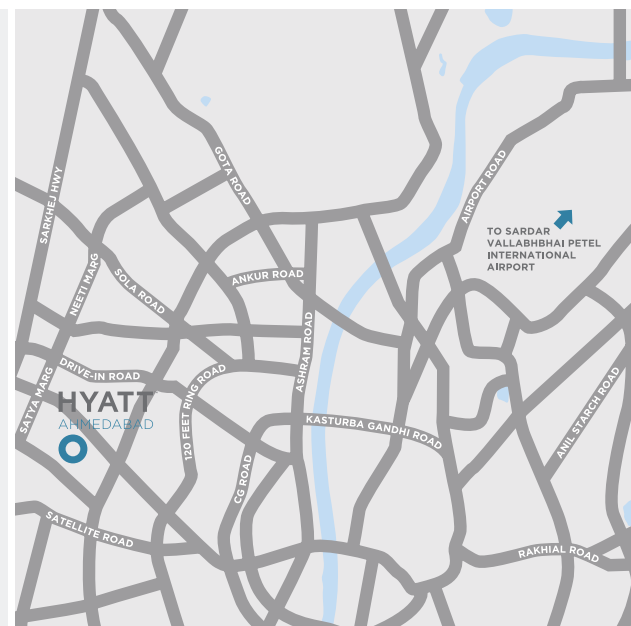 SARKHEJ HWY
GOTA ROAD
AIRPORT ROAD
TO SARDAR
VALLABHBHAI PETEL
INTERNATIONAL
AIRPORT
NEETI MARG
SOLA ROAD
ANKUR ROAD
ASHRAM ROAD
DRIVE-IN ROAD
SATYA MARG
HYATT
AHMEDABAD
120 FEET RING ROAD
KASTURBA GANDHI ROAD
ANIL STARCH ROAD
CG ROAD
SATELLITE ROAD
RAKHIAL ROAD